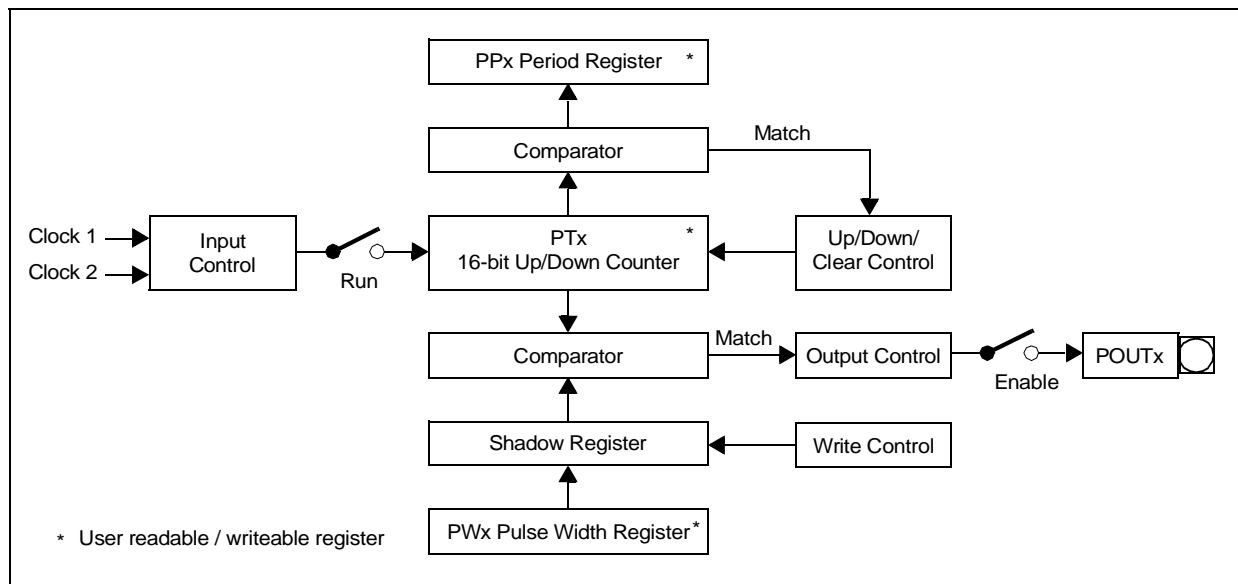 PPx Period Register *
Comparator
Match
Clock 1
Clock 2
Input
Control
Run
PTx *
16-bit Up/Down Counter
Up/Down/
Clear Control
Comparator
Match
Output Control
Enable
POUTx
Shadow Register
Write Control
PWx Pulse Width Register *
* User readable / writeable register